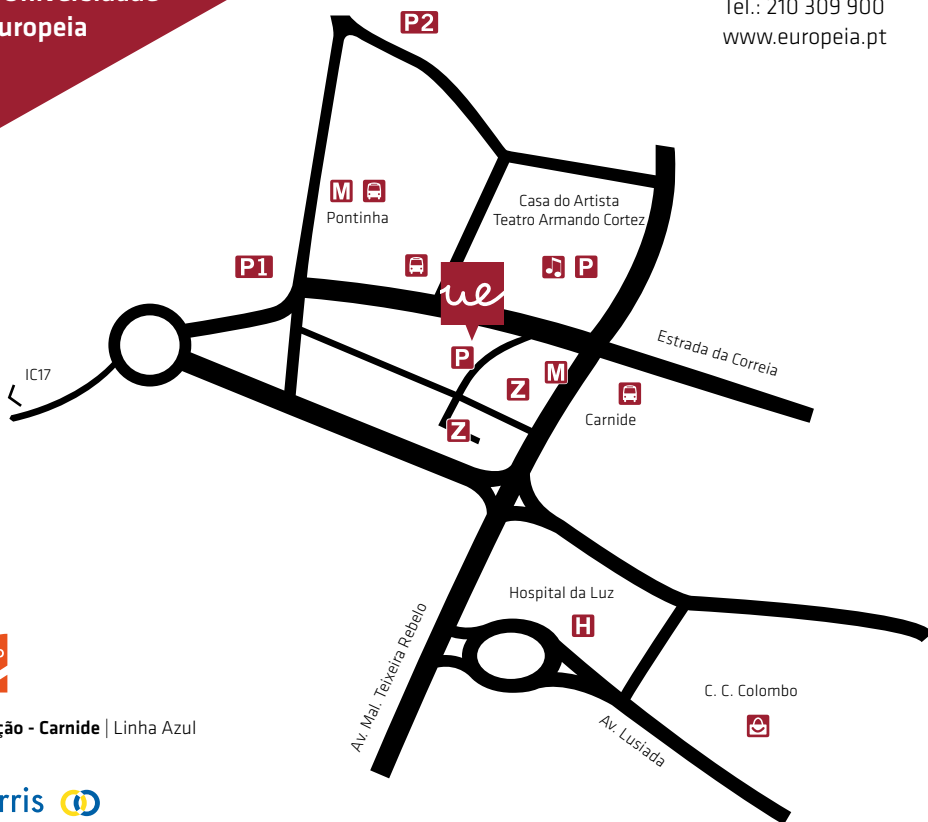 Europeia
Tel.: 210 309 900
www.europeia.pt
P2
M
Pontinha
Casa do Artista
Teatro Armando Cortez
P1
P
ue
P
Z
M
Z
Estrada da Correia
Carnide
IC17
Hospital da Luz
H
Av. Mal. Teixeira Rebelo
Av. Lusiada
C. C. Colombo
ção - Carnide | Linha Azul
rris